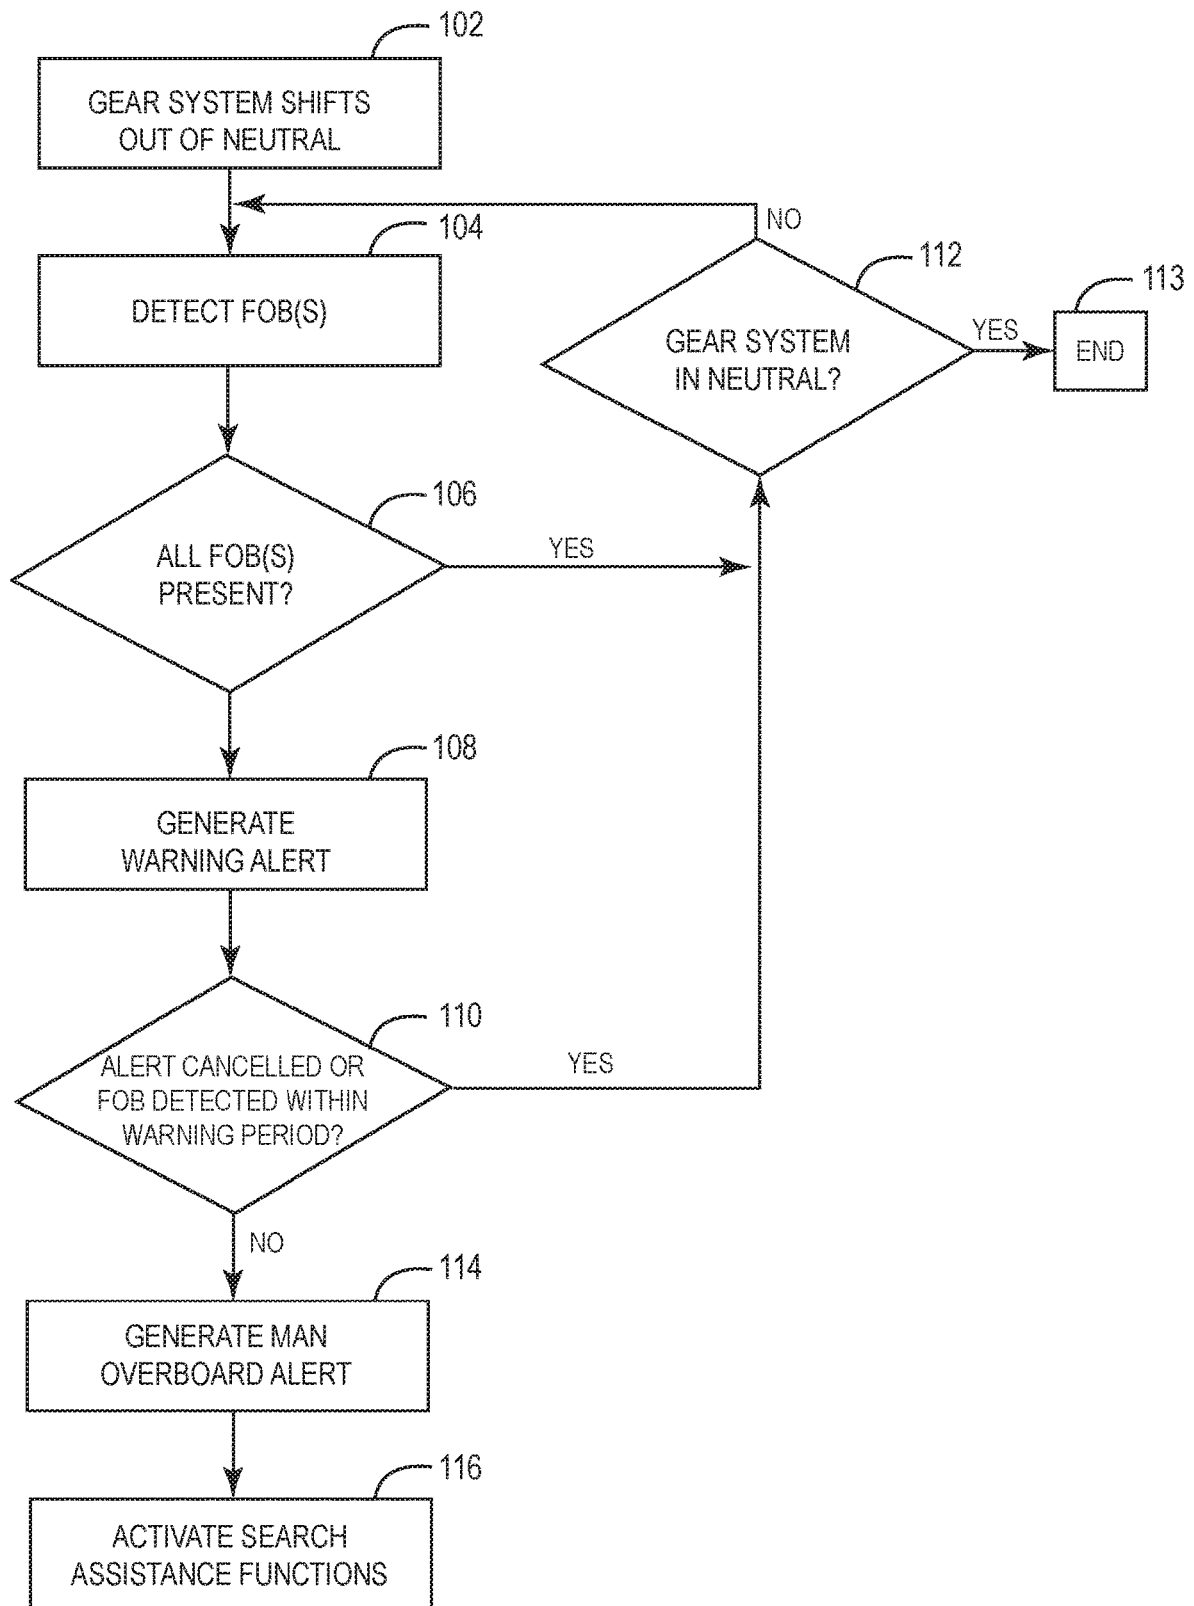 102
GEAR SYSTEM SHIFTS
OUT OF NEUTRAL
104
DETECT FOB(S)
NO
112
GEAR SYSTEM
IN NEUTRAL?
YES
113
END
106
ALL FOB(S)
PRESENT?
YES
108
GENERATE
WARNING ALERT
110
ALERT CANCELLED OR
FOB DETECTED WITHIN
WARNING PERIOD?
YES
NO
114
GENERATE MAN
OVERBOARD ALERT
116
ACTIVATE SEARCH
ASSISTANCE FUNCTIONS